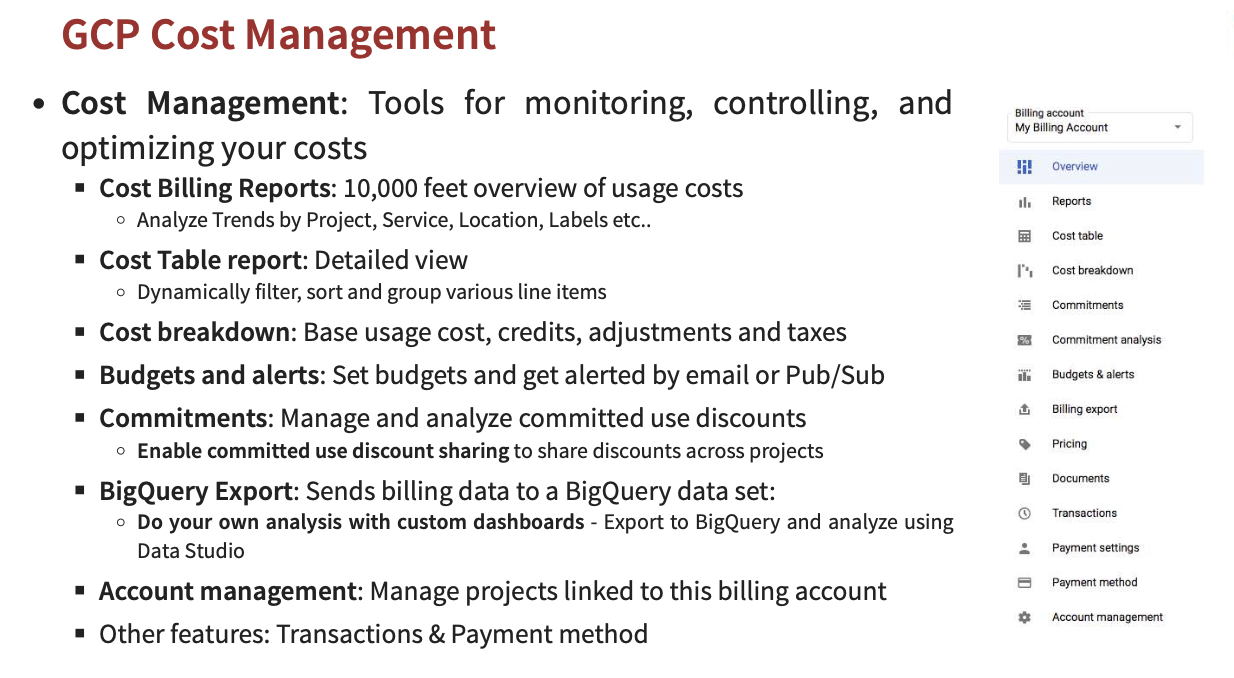 GCP Cost Management
• Cost Management: Tools for monitoring, controlling, and
optimizing your costs
▪ Cost Billing Reports: 10,000 feet overview of usage costs
○ Analyze Trends by Project, Service, Location, Labels etc..
▪ Cost Table report: Detailed view
○ Dynamically filter, sort and group various line items
▪ Cost breakdown: Base usage cost, credits, adjustments and taxes
▪ Budgets and alerts: Set budgets and get alerted by email or Pub/Sub
▪ Commitments: Manage and analyze committed use discounts
○ Enable committed use discount sharing to share discounts across projects
▪ BigQuery Export: Sends billing data to a BigQuery data set:
○ Do your own analysis with custom dashboards - Export to BigQuery and analyze using
Data Studio
▪ Account management: Manage projects linked to this billing account
▪ Other features: Transactions & Payment method
Billing account
My Billing Account
Overview
Reports
Cost table
Cost breakdown
Commitments
Commitment analysis
Budgets & alerts
Billing export
Pricing
Documents
Transactions
Payment settings
Payment method
Account management